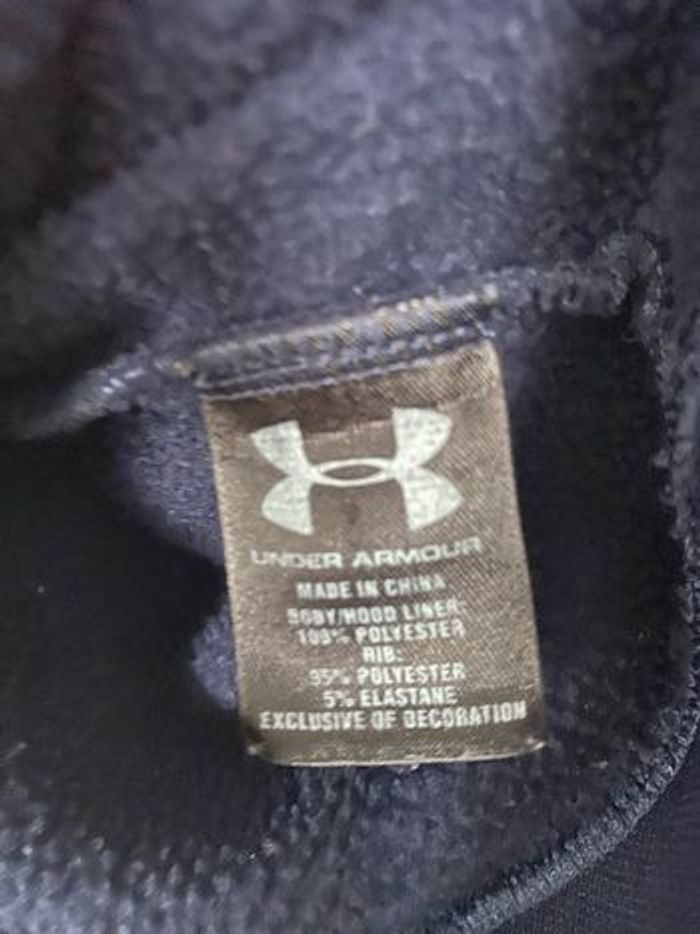 UNDER ARMOUR
MADE IN CHINA
BODY/HOOD LINER:
100% POLYESTER
RIB:
95% POLYESTER
5% ELASTANE
EXCLUSIVE OF DECORATION